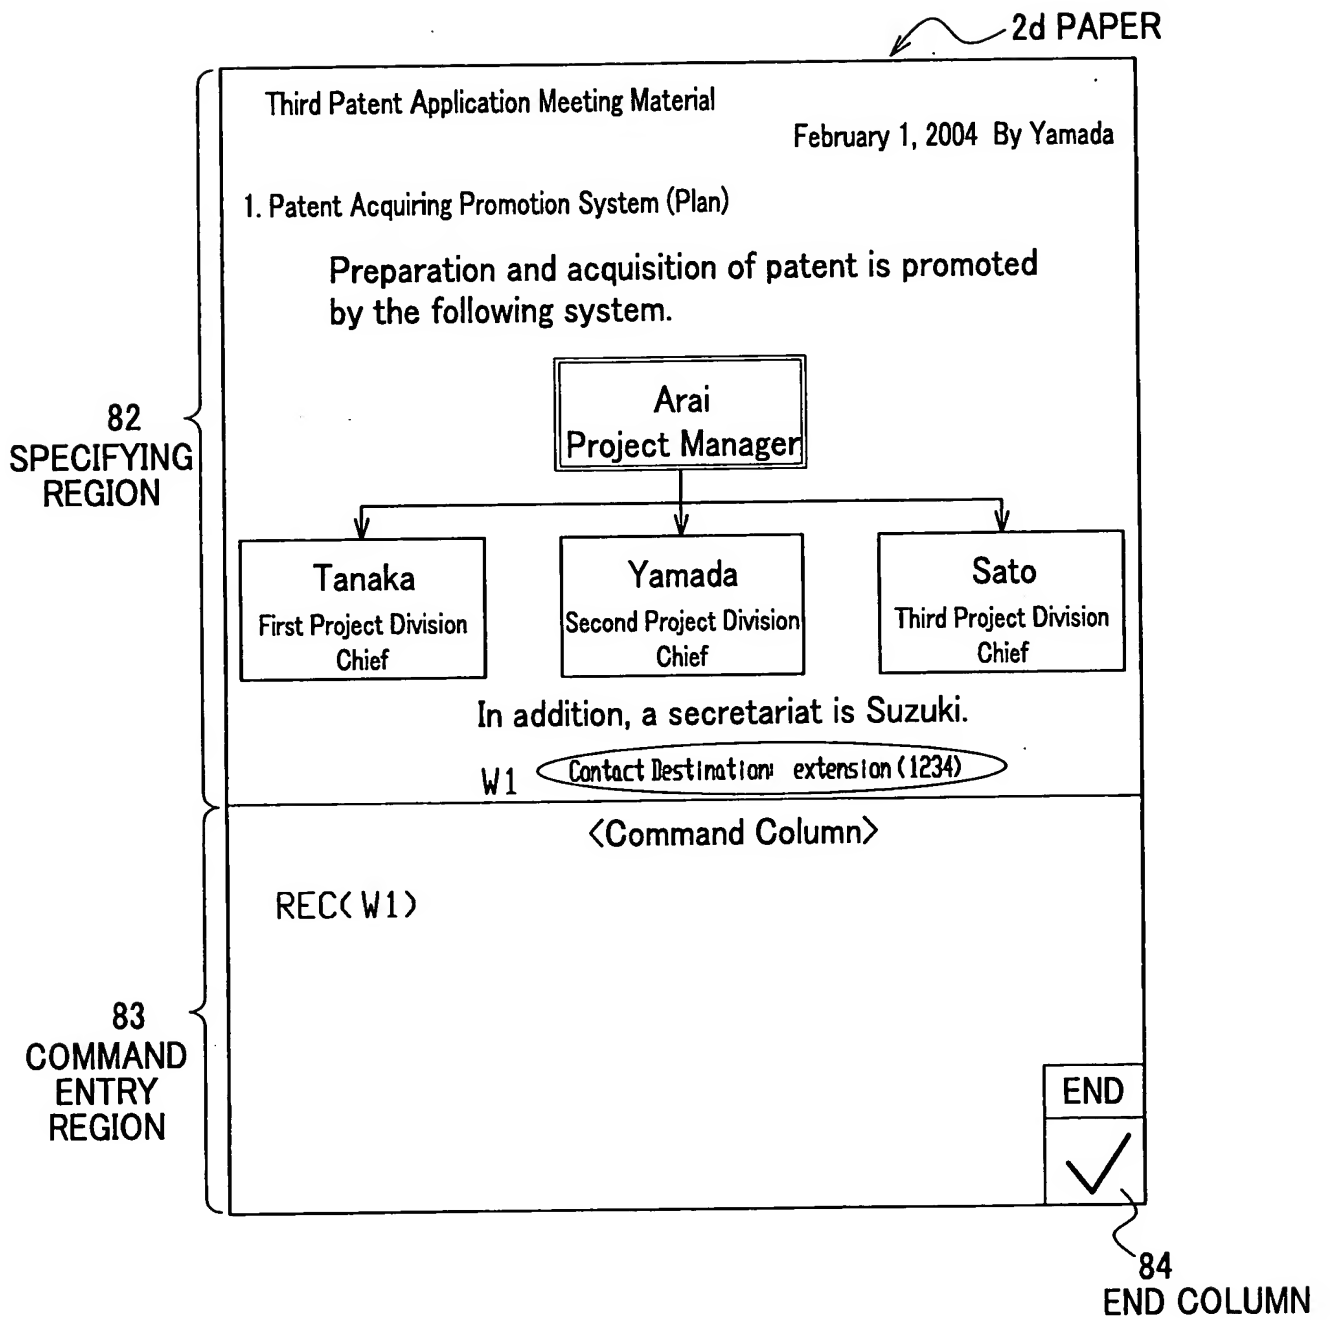 2d PAPER
Third Patent Application Meeting Material
February 1, 2004 By Yamada
1. Patent Acquiring Promotion System (Plan)
Preparation and acquisition of patent is promoted
by the following system.
Arai
Project Manager
82
SPECIFYING
REGION
Tanaka
First Project Division
Chief
Yamada
Second Project Division
Chief
Sato
Third Project Division
Chief
In addition, a secretariat is Suzuki.
W1 Contact Destination: extension (1234)
<Command Column>
REC(W1)
83
COMMAND
ENTRY
REGION
END
84
END COLUMN